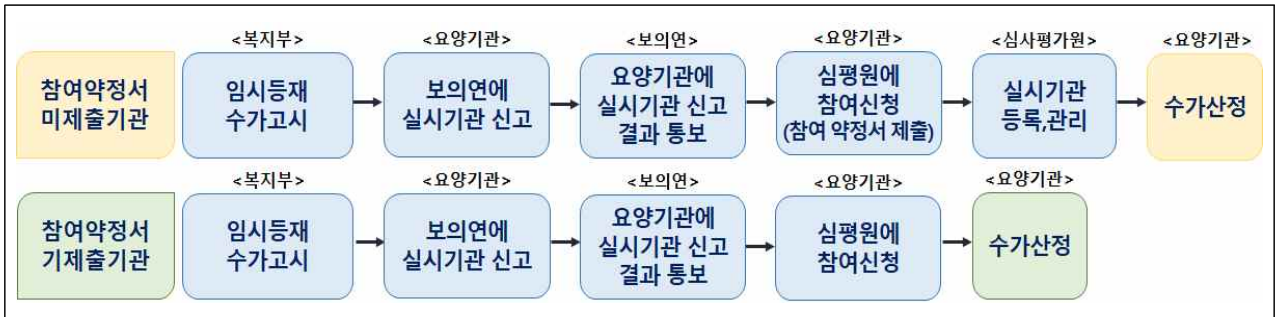 <복지부>
<요양기관>
<보의연>
<요양기관>
<심사평가원>
<요양기관>
참여약정서
미제출기관
임시등재
수가고시
보의연에
실시기관 신고
요양기관에
실시기관 신고
결과 통보
심평원에
참여신청
(참여 약정서 제출)
실시기관
등록,관리
수가산정
<복지부>
<요양기관>
<보의연>
<요양기관>
<요양기관>
참여약정서
기제출기관
임시등재
수가고시
보의연에
실시기관 신고
요양기관에
실시기관 신고
결과 통보
심평원에
참여신청
수가산정